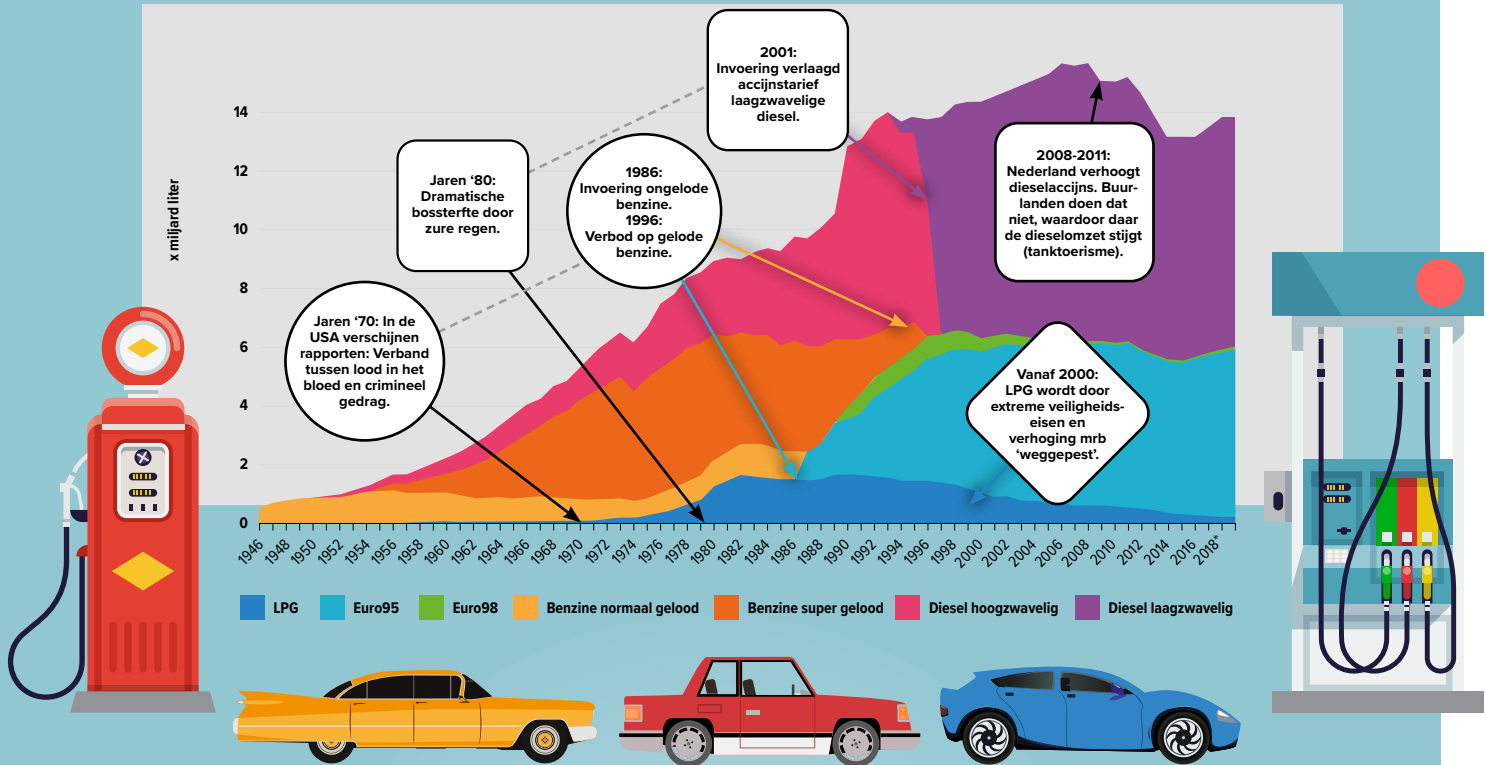 2001:
Invoering verlaagd
accijnstarief
laagzwavelige
diesel.
Jaren ‘80:
Dramatische
bossterfte door
zure regen.
1986:
Invoering ongelode
benzine.
1996:
Verbod op gelode
benzine.
2008-2011:
Nederland verhoogt
dieselaccijns. Buur-
landen doen dat
niet, waardoor daar
de dieselomzet stijgt
(tanktoerisme).
Jaren ‘70: In de
USA verschijnen
rapporten: Verband
tussen lood in het
bloed en crimineel
gedrag.
Vanaf 2000:
LPG wordt door
extreme veiligheids-
eisen en
verhoging mrb
‘weggepest’.
x miljard liter
14
12
10
8
6
4
2
0
1946
1948
1950
1952
1954
1956
1958
1960
1962
1964
1966
1968
1970
1972
1974
1976
1978
1980
1982
1984
1986
1988
1990
1992
1994
1996
1998
2000
2002
2004
2006
2008
2010
2012
2014
2016
2018*
LPG
Euro95
Euro98
Benzine normaal gelood
Benzine super gelood
Diesel hoogzwavelig
Diesel laagzwavelig